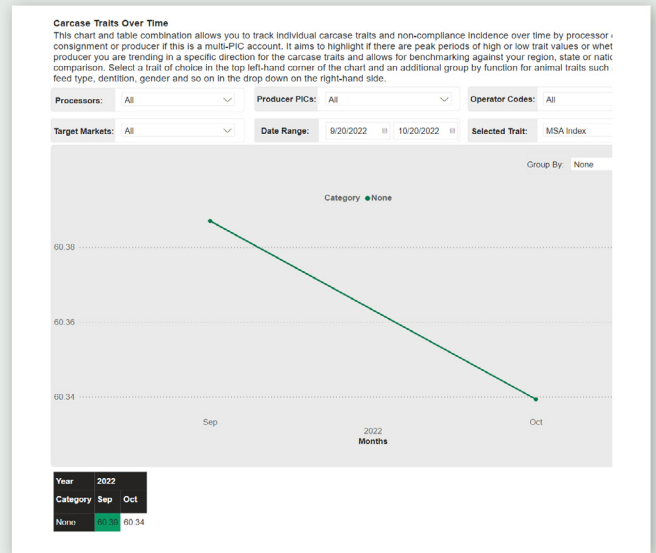 Carcase Traits Over Time
This chart and table combination allows you to track individual carcase traits and non-compliance incidence over time by processor
consignment or producer if this is a multi-PIC account. It aims to highlight if there are peak periods of high or low trait values or whet
producer you are trending in a specific direction for the carcase traits and allows for benchmarking against your region, state or natio
comparison. Select a trait of choice in the top left-hand corner of the chart and an additional group by function for animal traits such
feed type, dentition, gender and so on in the drop down on the right-hand side.
Processors: All Producer PICs: All Operator Codes: All
Target Markets: All Date Range: 9/20/2022 10/20/2022 Selected Trait: MSA Index
Group By: None
Category None
60.38
60.36
60.34
Sep Oct
2022
Months
Year 2022
Category Sep Oct
None 60.39 60.34